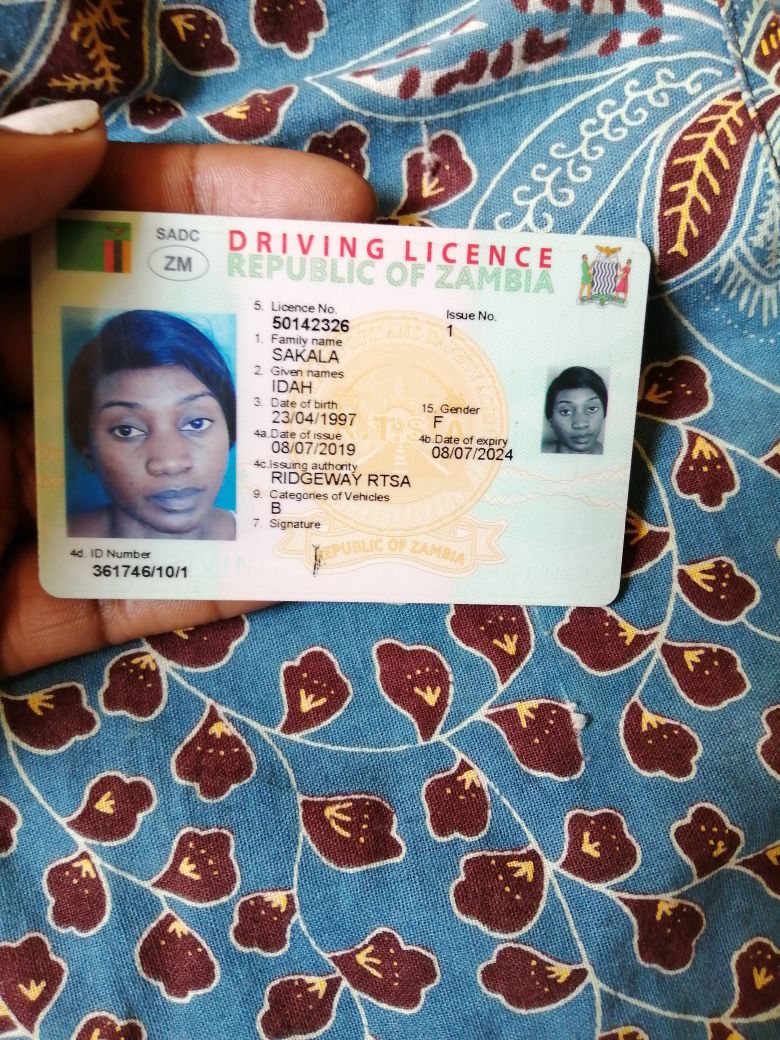 SADC
ZM
DRIVING LICENCE
REPUBLIC OF ZAMBIA
5. Licence No.
50142326
Issue No.
1
1. Family name
SAKALA
2. Given names
IDAH
3. Date of birth
23/04/1997
15. Gender
F
4a.Date of issue
08/07/2019
4b.Date of expiry
08/07/2024
4c.Issuing authority
RIDGEWAY RTSA
9. Categories of Vehicles
B
7. Signature
REPUBLIC OF ZAMBIA
4d. ID Number
361746/10/1